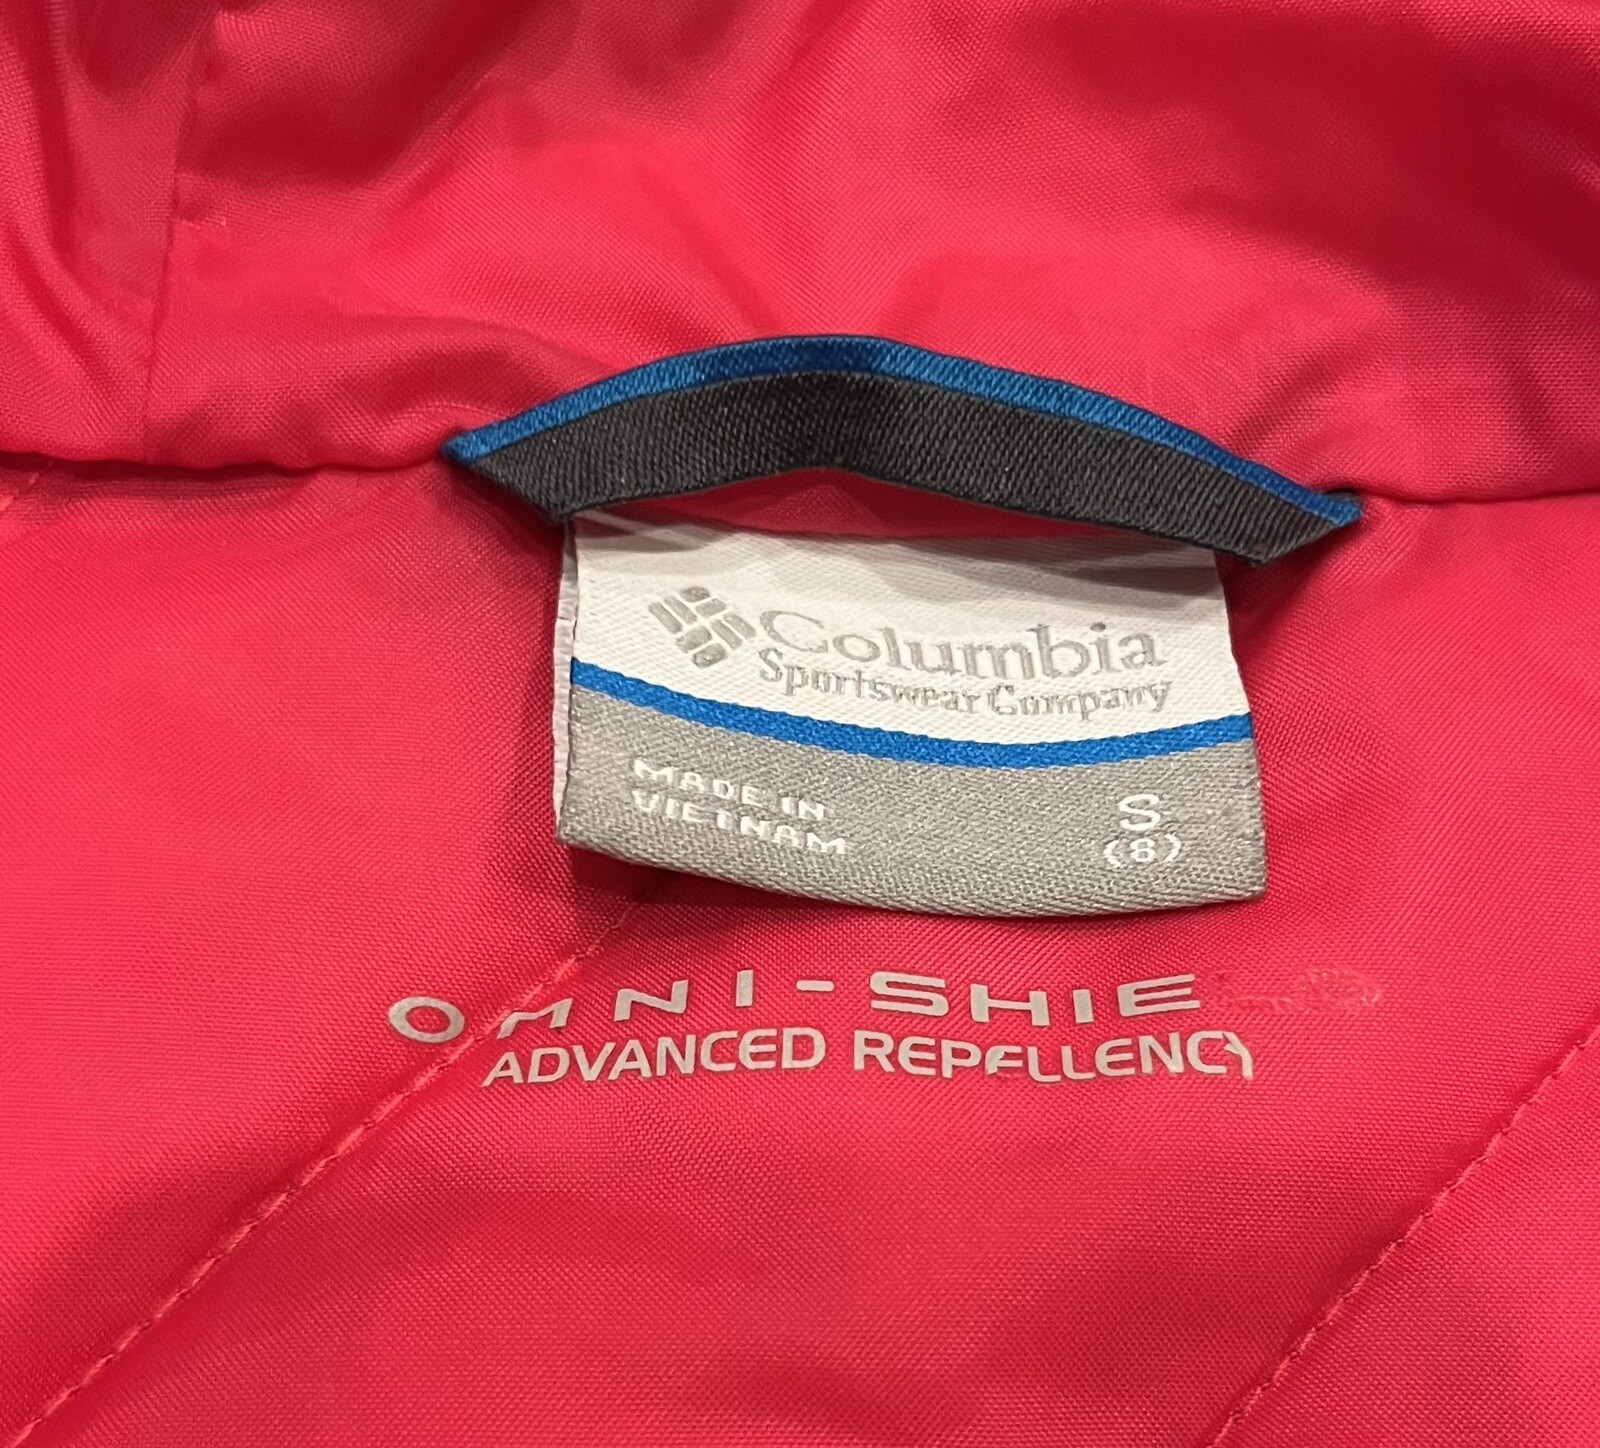 Columbia
Sportswear Company
MADE IN
VIETNAM
S
(8)
OMNI-SHIE
ADVANCED REPELLENCY